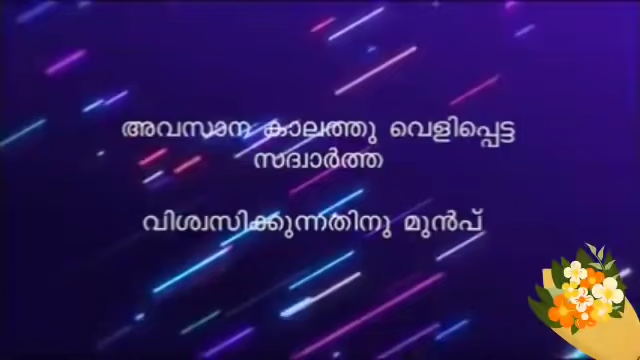 അവസാന കാലത്തു വെളിപ്പെട്ട
സദ്വാർത്ത
വിശ്വസിക്കുന്നതിനു മുൻപ്